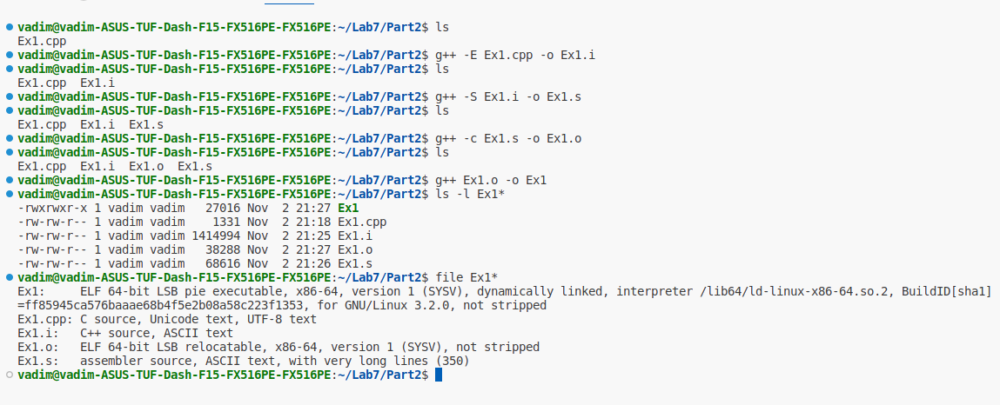 vadim@vadim-ASUS-TUF-Dash-F15-FX516PE-FX516PE:~/Lab7/Part2$ ls
Ex1.cpp
vadim@vadim-ASUS-TUF-Dash-F15-FX516PE-FX516PE:~/Lab7/Part2$ g++ -E Ex1.cpp -o Ex1.i
vadim@vadim-ASUS-TUF-Dash-F15-FX516PE-FX516PE:~/Lab7/Part2$ ls
Ex1.cpp  Ex1.i
vadim@vadim-ASUS-TUF-Dash-F15-FX516PE-FX516PE:~/Lab7/Part2$ g++ -S Ex1.i -o Ex1.s
vadim@vadim-ASUS-TUF-Dash-F15-FX516PE-FX516PE:~/Lab7/Part2$ ls
Ex1.cpp  Ex1.i  Ex1.s
vadim@vadim-ASUS-TUF-Dash-F15-FX516PE-FX516PE:~/Lab7/Part2$ g++ -c Ex1.s -o Ex1.o
vadim@vadim-ASUS-TUF-Dash-F15-FX516PE-FX516PE:~/Lab7/Part2$ ls
Ex1.cpp  Ex1.i  Ex1.o  Ex1.s
vadim@vadim-ASUS-TUF-Dash-F15-FX516PE-FX516PE:~/Lab7/Part2$ g++ Ex1.o -o Ex1
vadim@vadim-ASUS-TUF-Dash-F15-FX516PE-FX516PE:~/Lab7/Part2$ ls -l Ex1*
-rwxrwxr-x 1 vadim vadim   27016 Nov  2 21:27 Ex1
-rw-rw-r-- 1 vadim vadim    1331 Nov  2 21:18 Ex1.cpp
-rw-rw-r-- 1 vadim vadim 1414994 Nov  2 21:25 Ex1.i
-rw-rw-r-- 1 vadim vadim   38288 Nov  2 21:27 Ex1.o
-rw-rw-r-- 1 vadim vadim   68616 Nov  2 21:26 Ex1.s
vadim@vadim-ASUS-TUF-Dash-F15-FX516PE-FX516PE:~/Lab7/Part2$ file Ex1*
Ex1:     ELF 64-bit LSB pie executable, x86-64, version 1 (SYSV), dynamically linked, interpreter /lib64/ld-linux-x86-64.so.2, BuildID[sha1]
=ff85945ca576baaae68b4f5e2b08a58c223f1353, for GNU/Linux 3.2.0, not stripped
Ex1.cpp: C source, Unicode text, UTF-8 text
Ex1.i:   C++ source, ASCII text
Ex1.o:   ELF 64-bit LSB relocatable, x86-64, version 1 (SYSV), not stripped
Ex1.s:   assembler source, ASCII text, with very long lines (350)
vadim@vadim-ASUS-TUF-Dash-F15-FX516PE-FX516PE:~/Lab7/Part2$